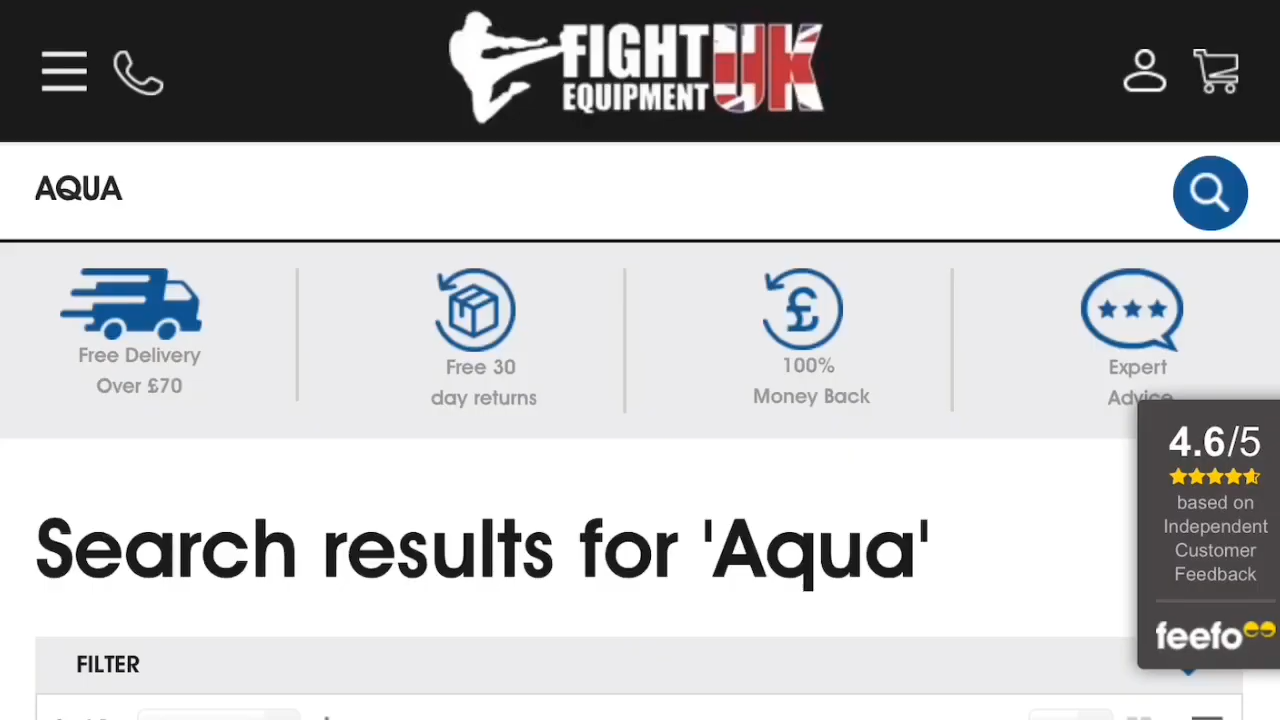 FIGHT UK
EQUIPMENT
AQUA
Free Delivery
Over £70
Free 30
day returns
100%
Money Back
Expert
Advice
4.6/5
based on
Independent
Customer
Feedback
feefo
Search results for 'Aqua'
FILTER